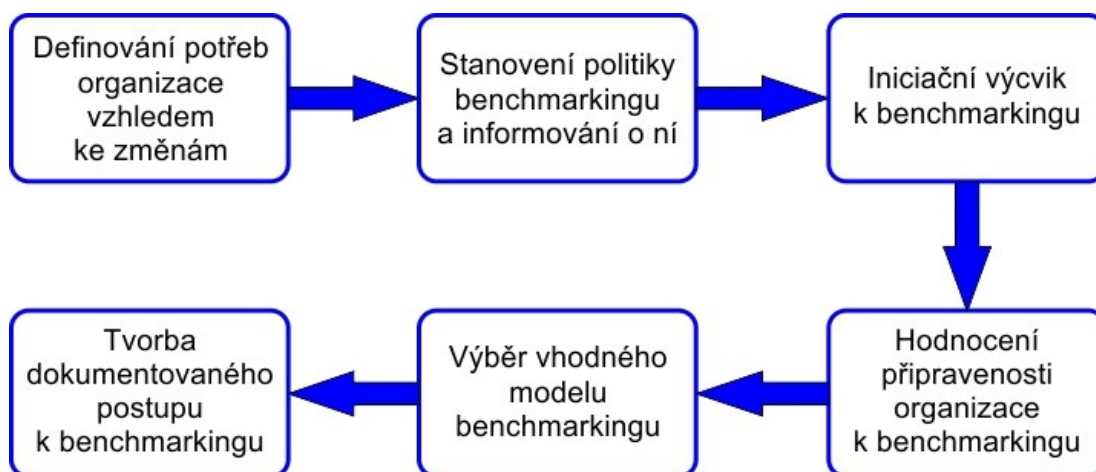 Definování potřeb
organizace
vzhledem
ke změnám
Stanovení politiky
benchmarkingu
a informování o ní
Iniciační výcvik
k benchmarkingu
Hodnocení
připravenosti
organizace
k benchmarkingu
Výběr vhodného
modelu
benchmarkingu
Tvorba
dokumentovaného
postupu
k benchmarkingu